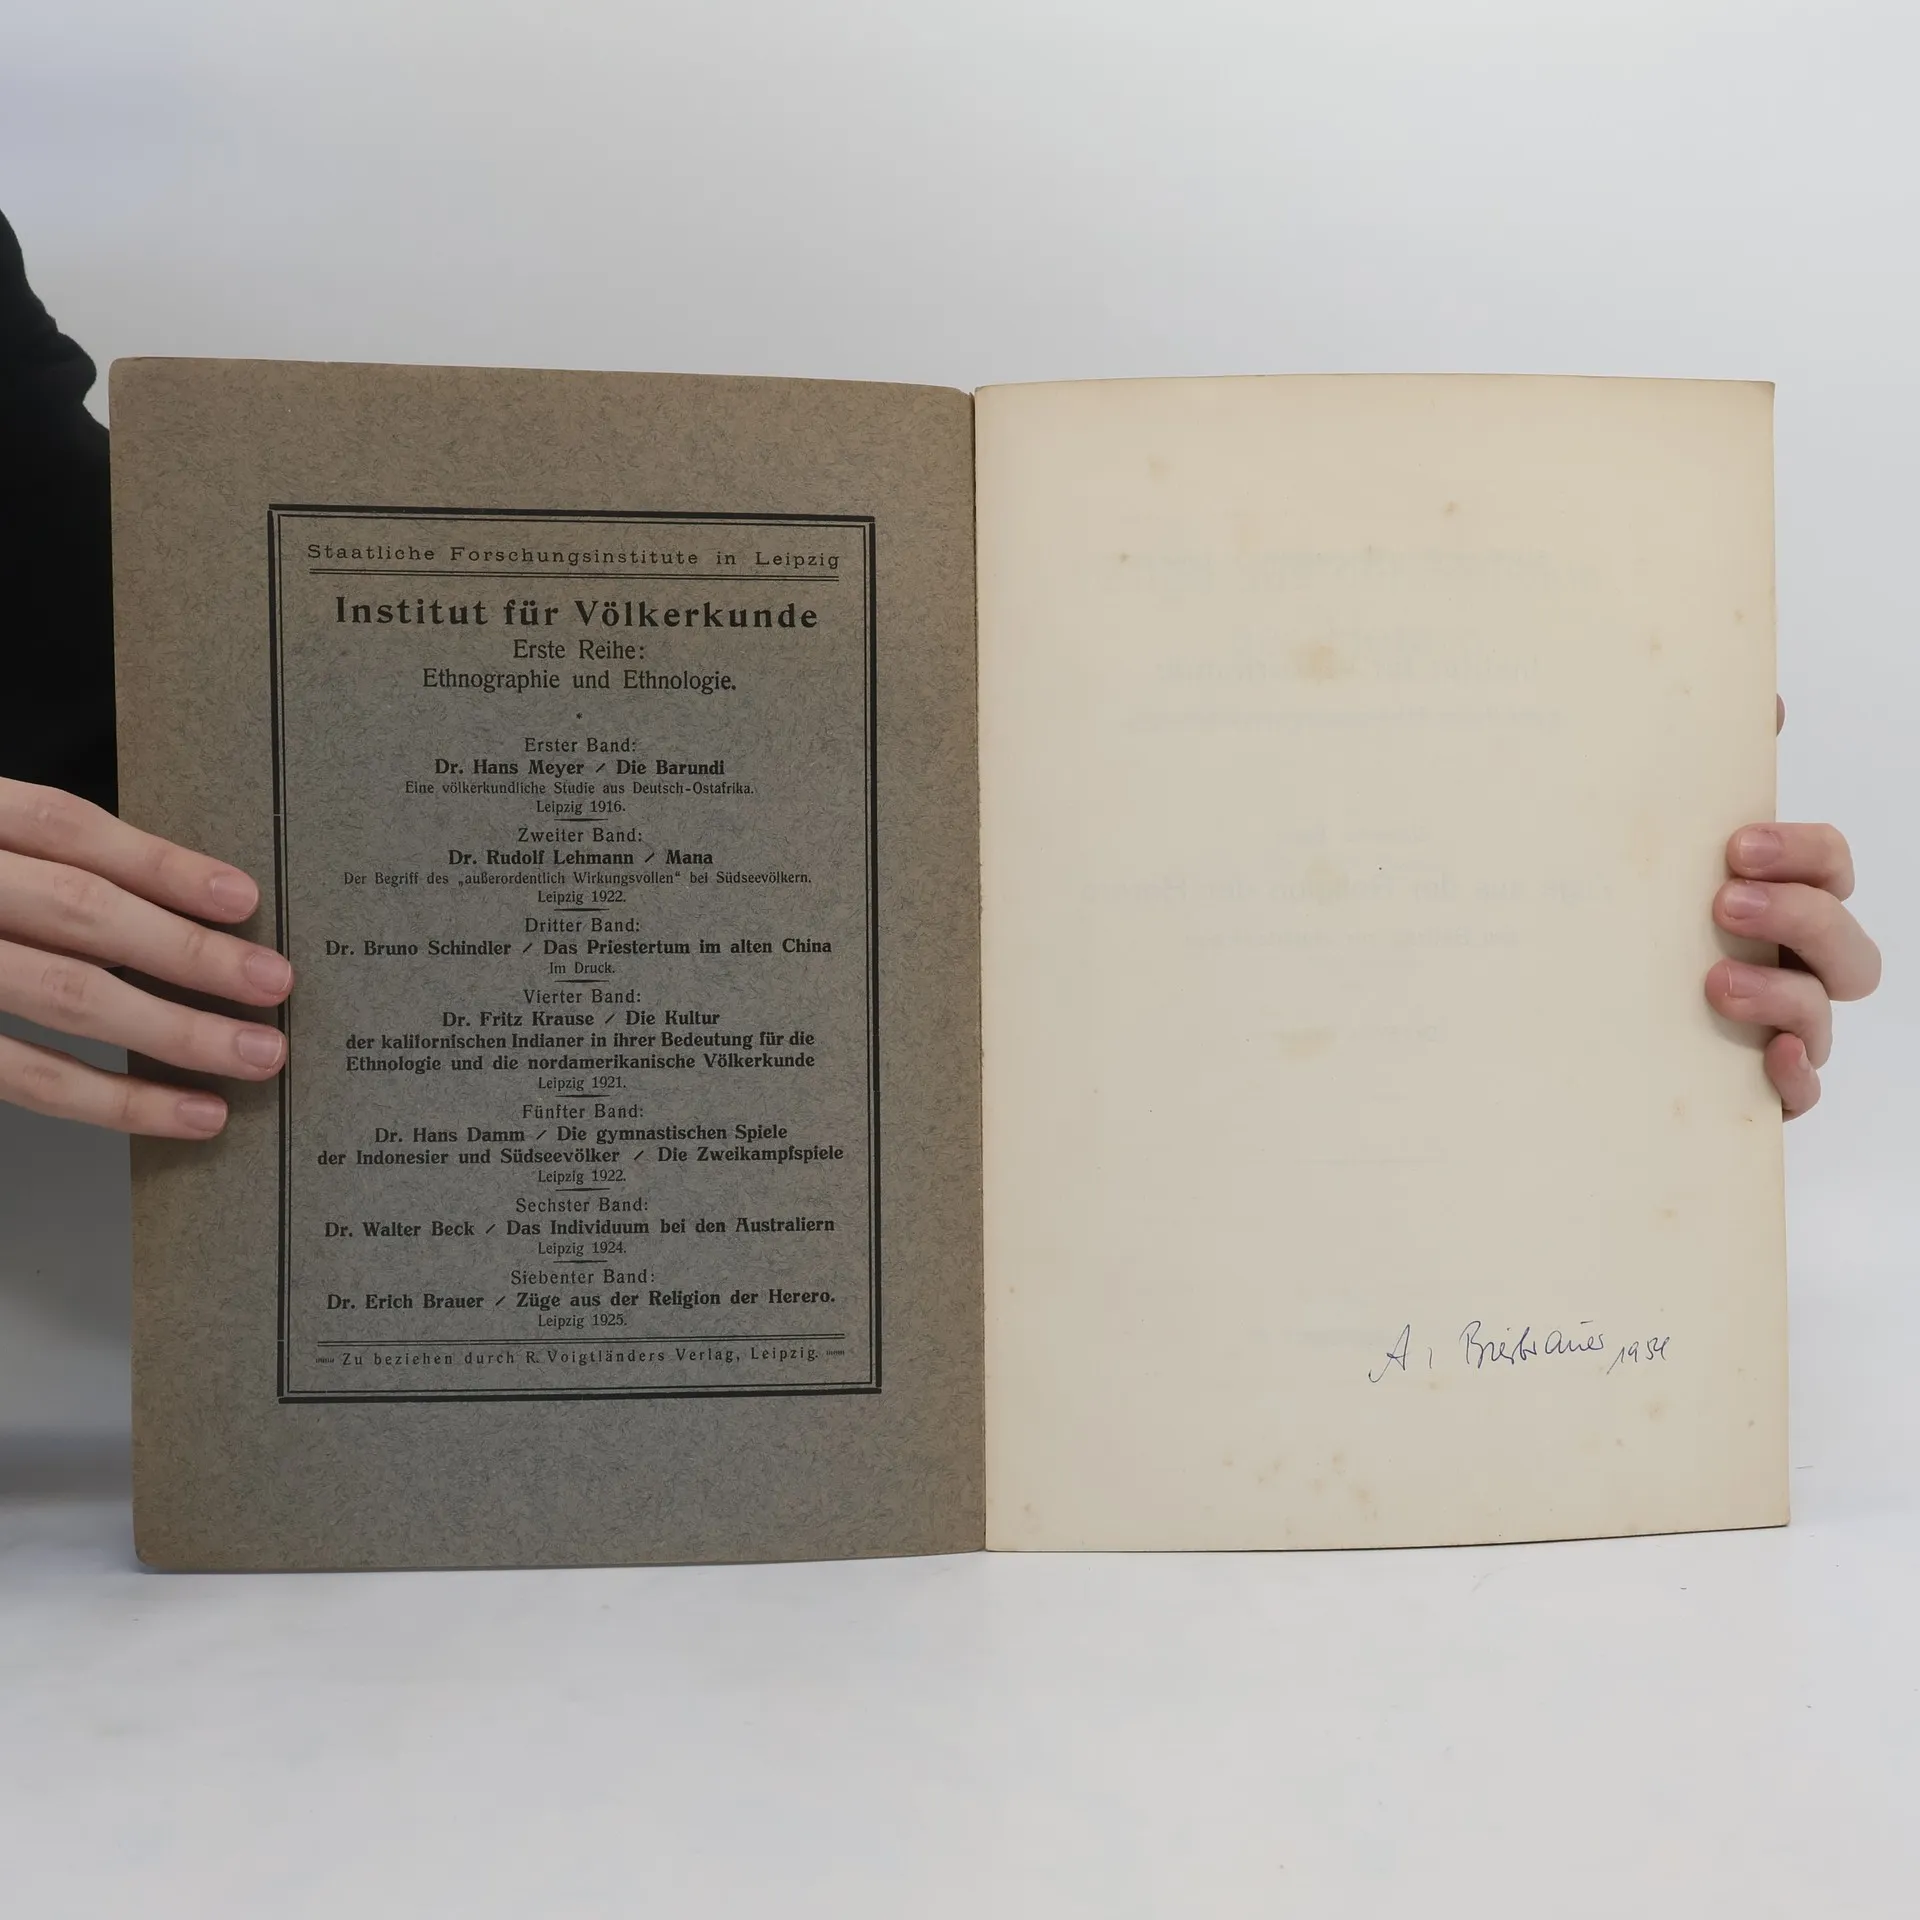 Staatliche Forschungsinstitute in Leipzig
Institut für Völkerkunde
Erste Reihe:
Ethnographie und Ethnologie.
*
Erster Band:
Dr. Hans Meyer / Die Barundi
Eine völkerkundliche Studie aus Deutsch-Ostafrika.
Leipzig 1916.
Zweiter Band:
Dr. Rudolf Lehmann / Mana
Der Begriff des „außerordentlich Wirkungsvollen“ bei Südseevölkern.
Leipzig 1922.
Dritter Band:
Dr. Bruno Schindler / Das Priestertum im alten China
Im Druck.
Vierter Band:
Dr. Fritz Krause / Die Kultur
der kalifornischen Indianer in ihrer Bedeutung für die
Ethnologie und die nordamerikanische Völkerkunde
Leipzig 1921.
Fünfter Band:
Dr. Hans Damm / Die gymnastischen Spiele
der Indonesier und Südseevölker / Die Zweikampfspiele
Leipzig 1922.
Sechster Band:
Dr. Walter Beck / Das Individuum bei den Australiern
Leipzig 1924.
Siebenter Band:
Dr. Erich Brauer / Züge aus der Religion der Herero.
Leipzig 1925.
Zu beziehen durch R. Voigtländers Verlag, Leipzig.
A. 1954